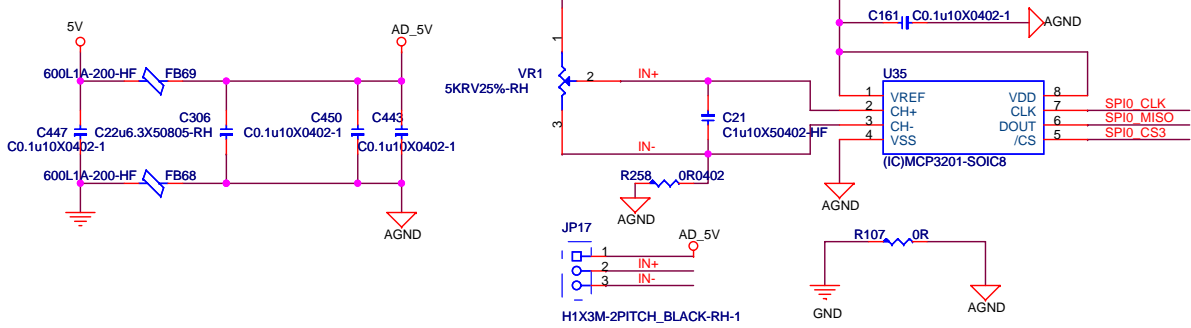 5V
AD_5V
600L1A-200-HF
FB69
C447
C0.1u10X0402-1
C306
C22u6.3X50805-RH
C450
C0.1u10X0402-1
C443
C0.1u10X0402-1
600L1A-200-HF
FB68
AGND
1
VR1
5KRV25%-RH
2
IN+
3
IN-
C21
C1u10X50402-HF
R258
0R0402
AGND
C161
C0.1u10X0402-1
AGND
U35
1
VREF
VDD
8
2
CH+
CLK
7
SPI0_CLK
3
CH-
DOUT
6
SPI0_MISO
4
VSS
/CS
5
SPI0_CS3
(IC)MCP3201-SOIC8
AGND
JP17
AD_5V
1
2
IN+
3
IN-
H1X3M-2PITCH_BLACK-RH-1
R107
0R
GND
AGND